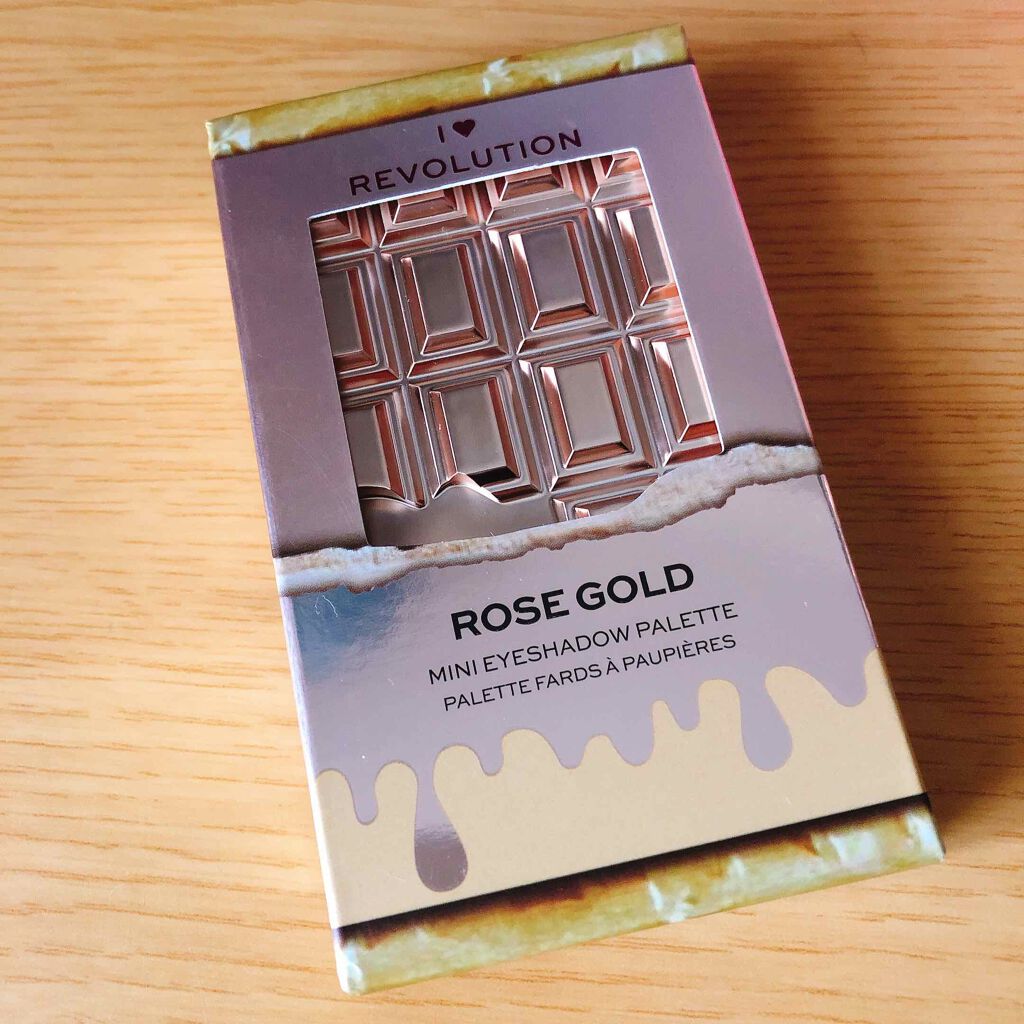 I ♥
REVOLUTION
ROSE GOLD
MINI EYESHADOW PALETTE
PALETTE FARDS À PAUPIÈRES